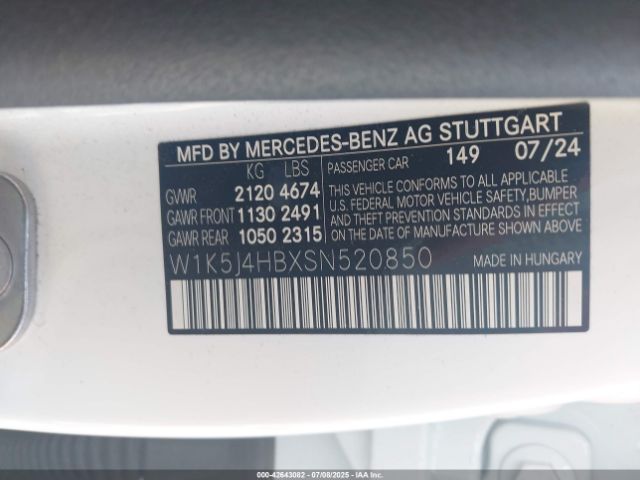 MFD BY MERCEDES-BENZ AG STUTTGART
KG LBS PASSENGER CAR 149 07/24
GVWR 2120 4674
GAWR FRONT 1130 2491
GAWR REAR 1050 2315
THIS VEHICLE CONFORMS TO ALL APPLICABLE
U.S. FEDERAL MOTOR VEHICLE SAFETY, BUMPER
AND THEFT PREVENTION STANDARDS IN EFFECT
ON THE DATE OF MANUFACTURE SHOWN ABOVE.
W1K5J4HBXSN520850 MADE IN HUNGARY
000-42643082 - 07/08/2025 - IAAI.COM